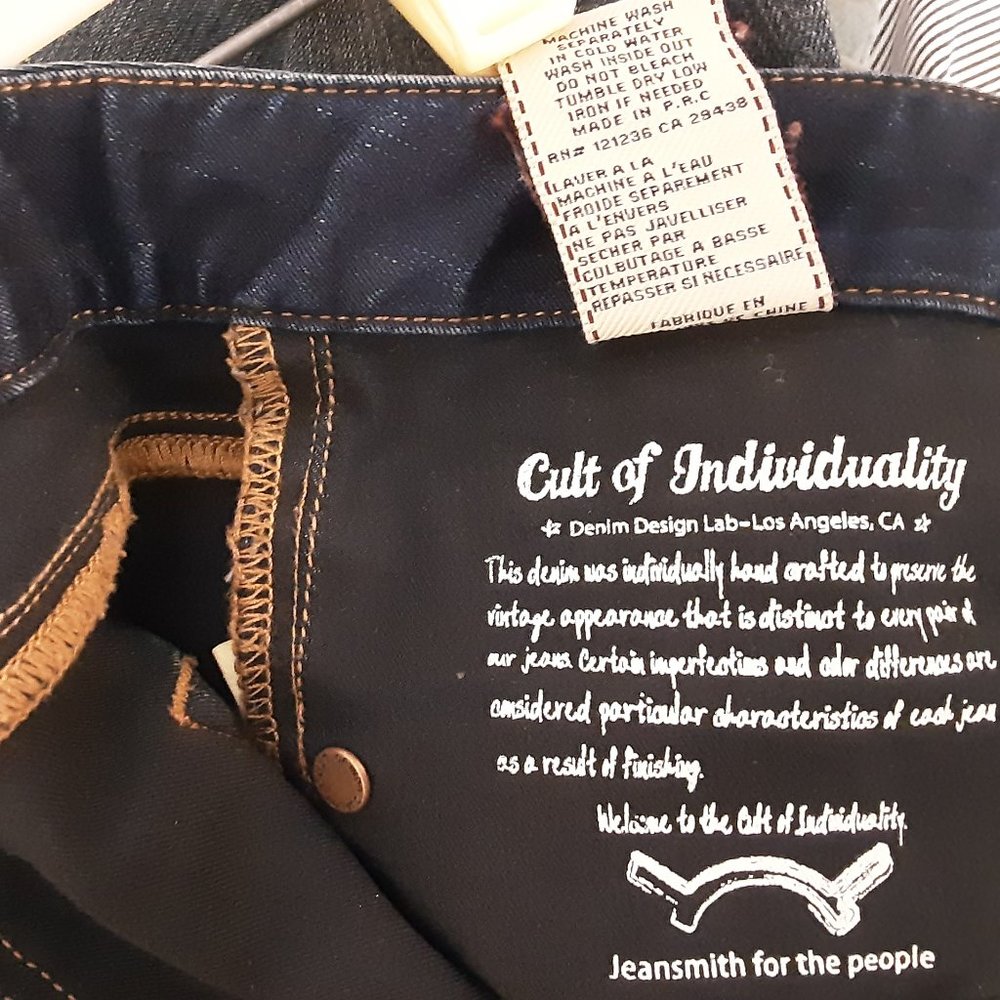 MACHINE WASH
SEPARATELY
IN COLD WATER
WASH INSIDE OUT
DO NOT BLEACH
TUMBLE DRY LOW
IRON IF NEEDED
MADE IN P.R.C
RN# 121236 CA 29438
LAVER A LA
MACHINE A L'EAU
FROIDE SEPAREMENT
A L'ENVERS
NE PAS JAVELLISER
SECHER PAR
CULBUTAGE A BASSE
TEMPERATURE
REPASSER SI NECESSAIRE
FABRIQUE EN
DE CHINE
Cult of Individuality
Denim Design Lab-Los Angeles, CA
This denim was individually hand crafted to preserve the
vintage appearance that is distinct to every pair of
our jeans. Certain imperfections and color differences are
considered particular characteristics of each jean
as a result of finishing.
Welcome to the Cult of Individuality.
Jeansmith for the people